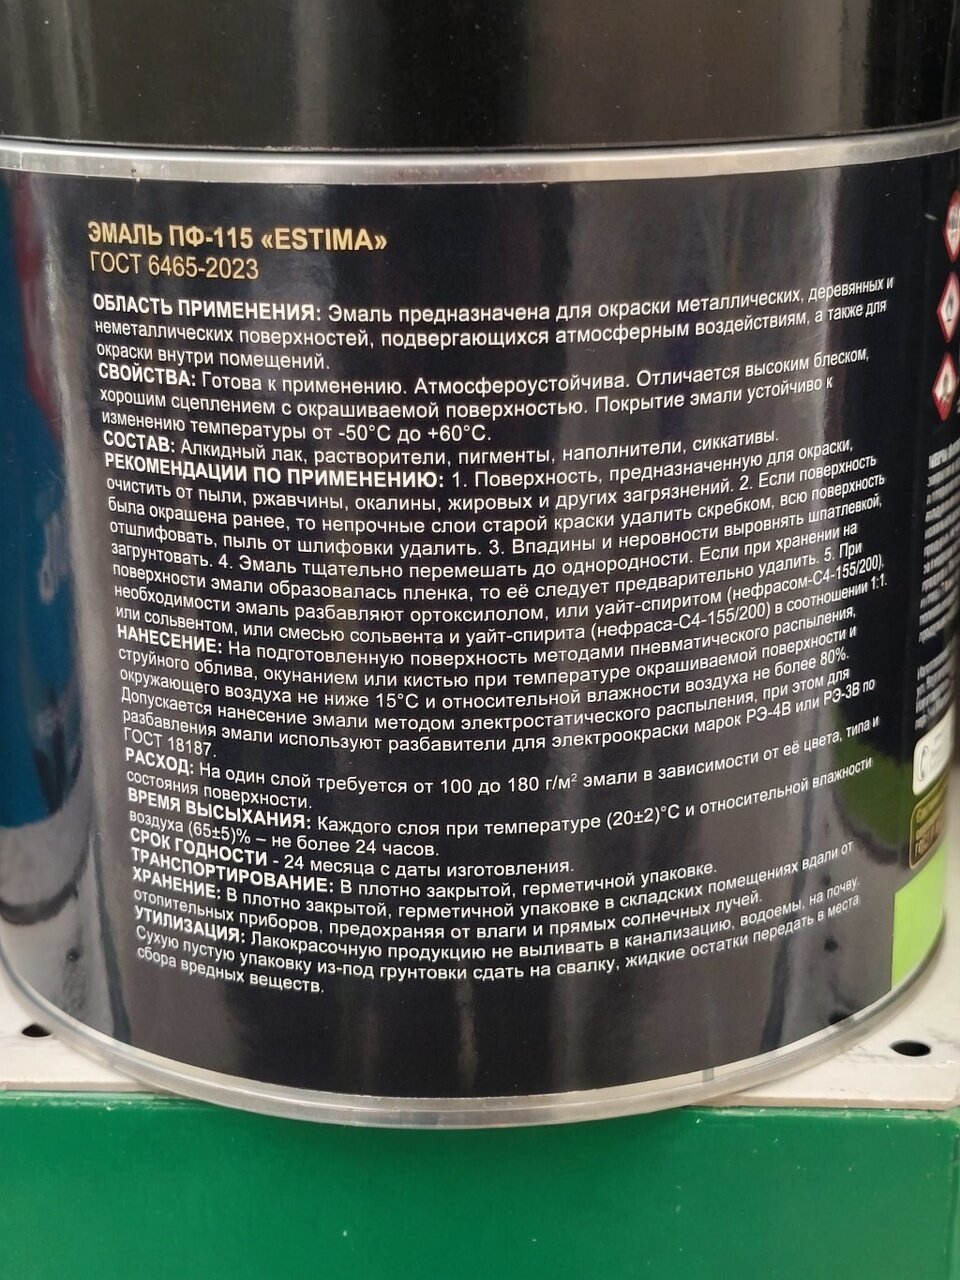 ЭМАЛЬ ПФ-115 «ESTIMA»
ГОСТ 6465-2023
ОБЛАСТЬ ПРИМЕНЕНИЯ: Эмаль предназначена для окраски металлических, деревянных и
неметаллических поверхностей, подвергающихся атмосферным воздействиям, а также для
окраски внутри помещений.
СВОЙСТВА: Готова к применению. Атмосфероустойчива. Отличается высоким блеском,
хорошим сцеплением с окрашиваемой поверхностью. Покрытие эмали устойчиво к
изменению температуры от -50°С до +60°С.
СОСТАВ: Алкидный лак, растворители, пигменты, наполнители, сиккативы.
РЕКОМЕНДАЦИИ ПО ПРИМЕНЕНИЮ: 1. Поверхность, предназначенную для окраски,
очистить от пыли, ржавчины, окалины, жировых и других загрязнений. 2. Если поверхность
была окрашена ранее, то непрочные слои старой краски удалить скребком, всю поверхность
отшлифовать, пыль от шлифовки удалить. 3. Впадины и неровности выровнять шпатлевкой,
загрунтовать. 4. Эмаль тщательно перемешать до однородности. Если при хранении на
поверхности эмали образовалась пленка, то её следует предварительно удалить. 5. При
необходимости эмаль разбавляют ортоксилолом, или уайт-спиритом (нефрасом-С4-155/200),
или сольвентом, или смесью сольвента и уайт-спирита (нефраса-С4-155/200) в соотношении 1:1.
НАНЕСЕНИЕ: На подготовленную поверхность методами пневматического распыления,
струйного облива, окунанием или кистью при температуре окрашиваемой поверхности и
окружающего воздуха не ниже 15°С и относительной влажности воздуха не более 80%.
Допускается нанесение эмали методом электростатического распыления, при этом для
разбавления эмали используют разбавители для электроокраски марок РЭ-4В или РЭ-3В по
ГОСТ 18187.
РАСХОД: На один слой требуется от 100 до 180 г/м² эмали в зависимости от её цвета, типа и
состояния поверхности.
ВРЕМЯ ВЫСЫХАНИЯ: Каждого слоя при температуре (20±2)°С и относительной влажности
воздуха (65±5)% – не более 24 часов.
СРОК ГОДНОСТИ - 24 месяца с даты изготовления.
ТРАНСПОРТИРОВАНИЕ: В плотно закрытой, герметичной упаковке.
ХРАНЕНИЕ: В плотно закрытой, герметичной упаковке в складских помещениях вдали от
отопительных приборов, предохраняя от влаги и прямых солнечных лучей.
УТИЛИЗАЦИЯ: Лакокрасочную продукцию не выливать в канализацию, водоемы, на почву.
Сухую пустую упаковку из-под грунтовки сдать на свалку, жидкие остатки передать в места
сбора вредных веществ.